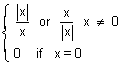 { |x|/x or x/|x| x ≠ 0
0 if x = 0